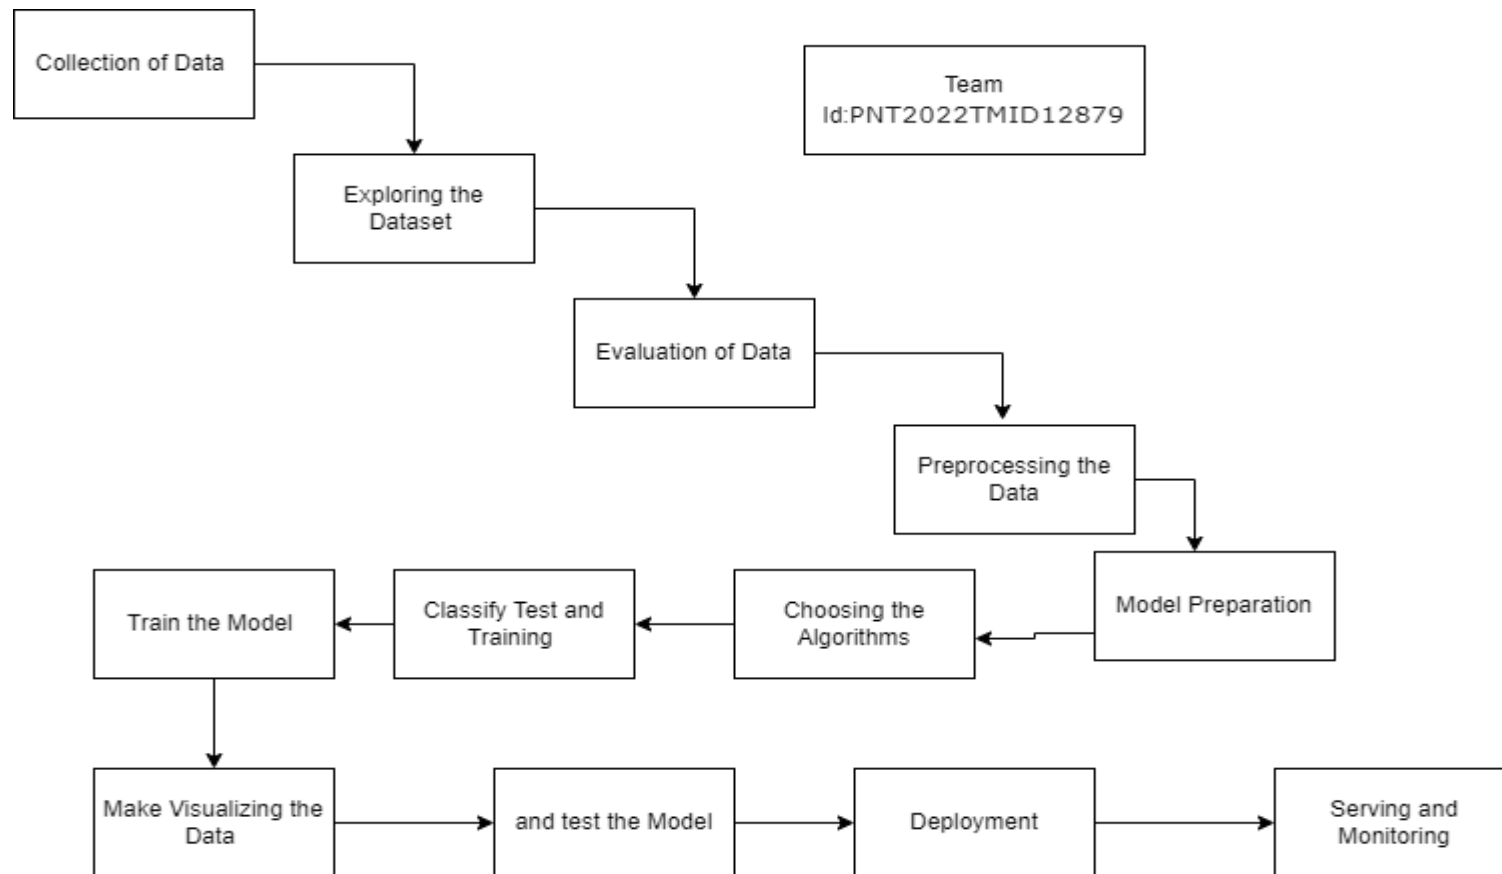 Collection of Data
Team
Id:PNT2022TMID12879
Exploring the
Dataset
Evaluation of Data
Preprocessing the
Data
Model Preparation
Choosing the
Algorithms
Classify Test and
Training
Train the Model
Make Visualizing the
Data
and test the Model
Deployment
Serving and
Monitoring